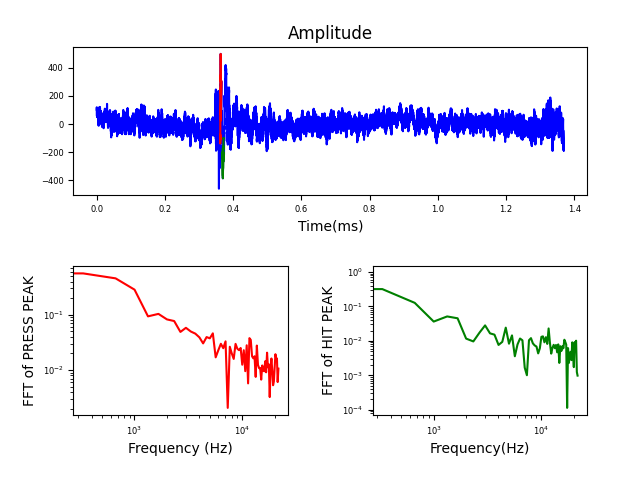 Amplitude
400
200
0
−200
−400
0.0 0.2 0.4 0.6 0.8 1.0 1.2 1.4
Time(ms)
FFT of PRESS PEAK
10⁻¹
10⁻²
10³ 10⁴
Frequency (Hz)
FFT of HIT PEAK
10⁰
10⁻¹
10⁻²
10⁻³
10⁻⁴
10³ 10⁴
Frequency(Hz)